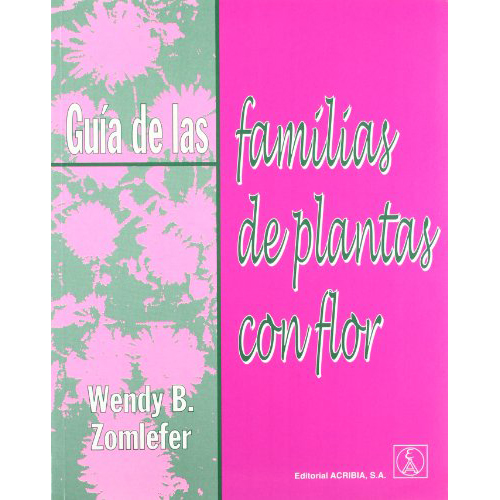 Guía de las
familias
de plantas
con flor
Wendy B.
Zomlefer
Editorial ACRIBIA, S.A.